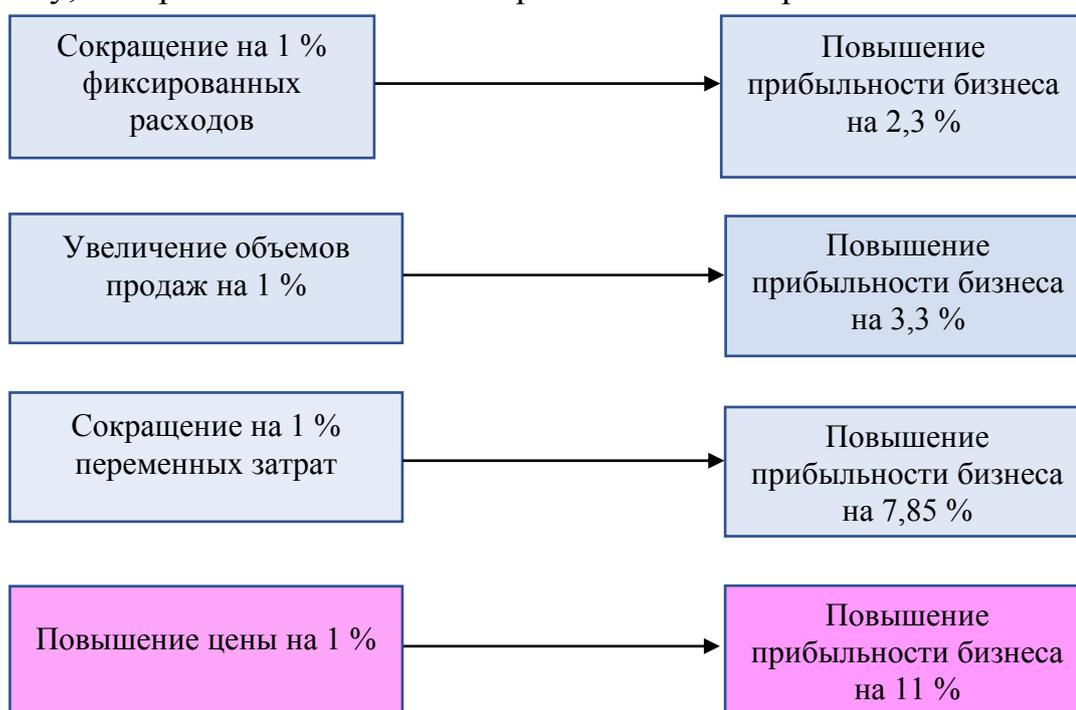 Сокращение на 1 %
фиксированных
расходов
Повышение
прибыльности бизнеса
на 2,3 %
Увеличение объемов
продаж на 1 %
Повышение
прибыльности бизнеса
на 3,3 %
Сокращение на 1 %
переменных затрат
Повышение
прибыльности бизнеса
на 7,85 %
Повышение цены на 1 %
Повышение
прибыльности бизнеса
на 11 %